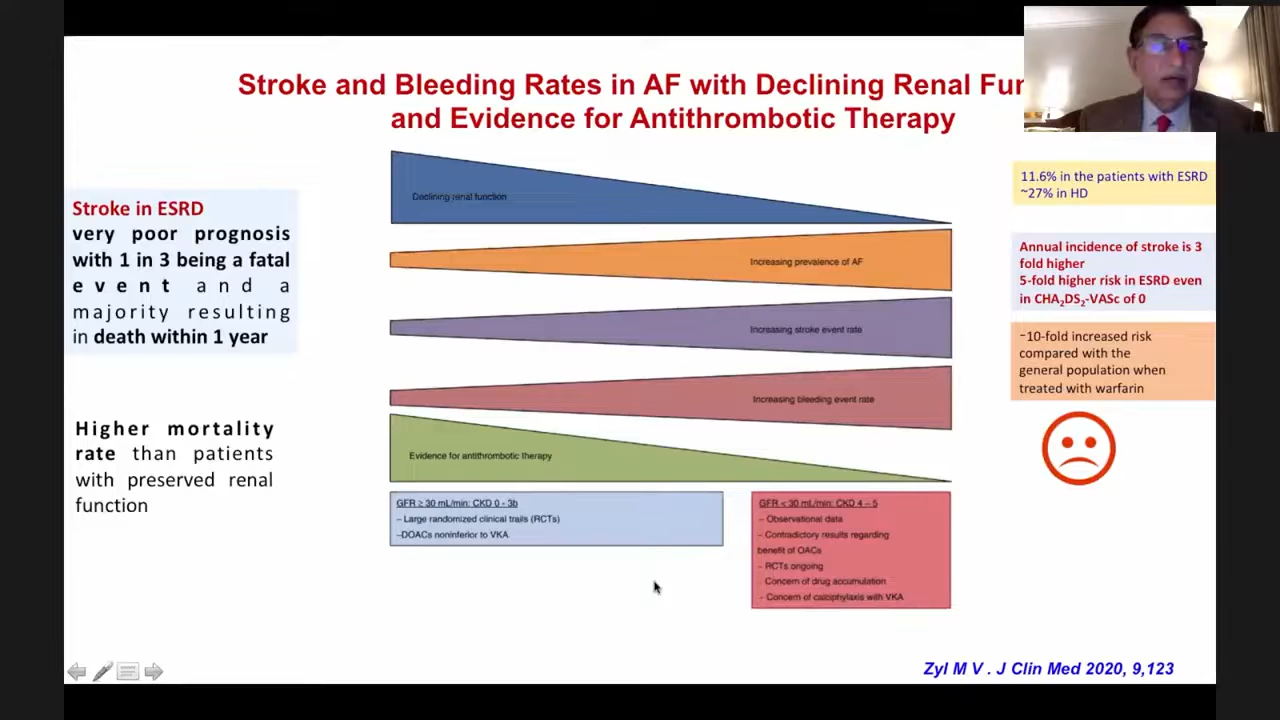 Stroke and Bleeding Rates in AF with Declining Renal Fun
and Evidence for Antithrombotic Therapy
Stroke in ESRD
very poor prognosis
with 1 in 3 being a fatal
event and a
majority resulting
in death within 1 year
Higher mortality
rate than patients
with preserved renal
function
Declining renal function
Increasing prevalence of AF
Increasing stroke event rate
Increasing bleeding event rate
Evidence for antithrombotic therapy
GFR ≥ 30 mL/min: CKD 0 - 3b
– Large randomized clinical trails (RCTs)
–DOACs noninferior to VKA
GFR < 30 mL/min: CKD 4 – 5
– Observational data
– Contradictory results regarding
benefit of OACs
– RCTs ongoing
Concern of drug accumulation
– Concern of calciphylaxis with VKA
11.6% in the patients with ESRD
~27% in HD
Annual incidence of stroke is 3
fold higher
5-fold higher risk in ESRD even
in CHA₂DS₂-VASc of 0
~10-fold increased risk
compared with the
general population when
treated with warfarin
Zyl M V . J Clin Med 2020, 9,123